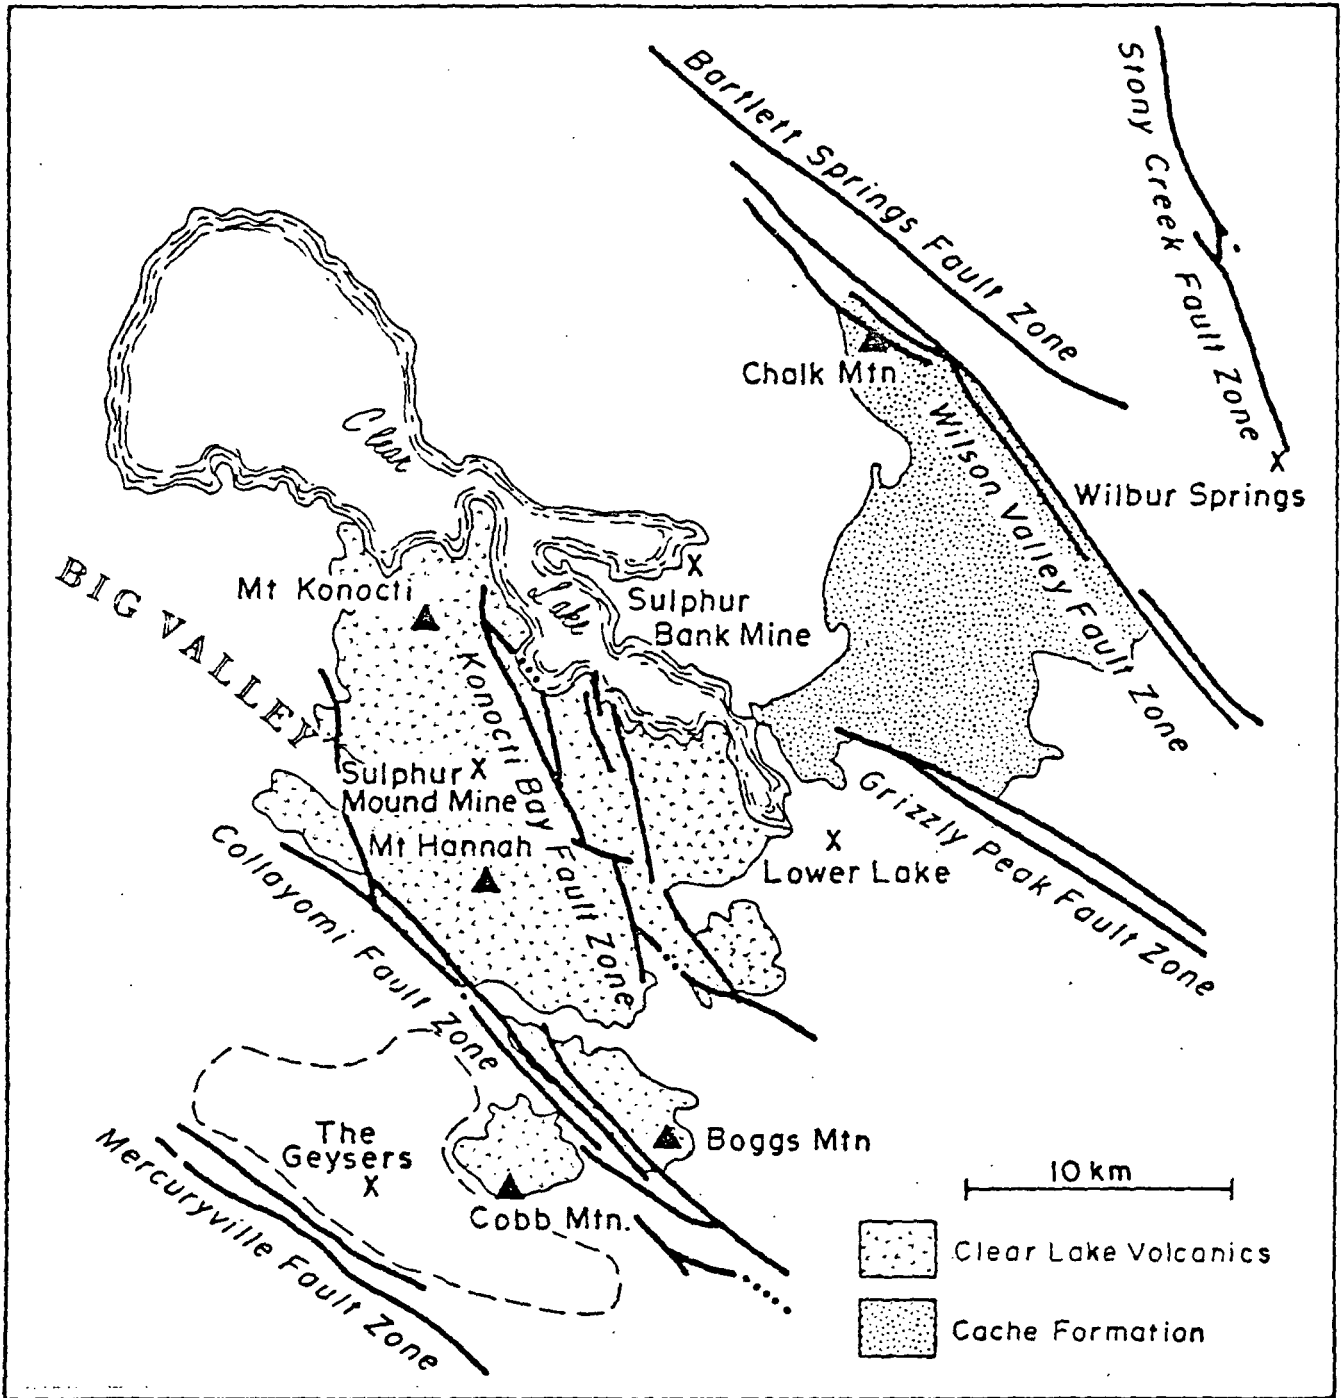 Bartlett Springs Fault Zone
Stony Creek Fault Zone
Chalk Mtn
Clear
Wilson Valley Fault Zone
Wilbur Springs
BIG VALLEY
Mt Konocti
Lake
Sulphur
Bank Mine
Konocti Bay Fault Zone
Sulphur X
Mound Mine
Mt Hannah
X
Lower Lake
Grizzly Peak Fault Zone
Collayomi Fault Zone
The
Geysers
X
Boggs Mtn
Cobb Mtn.
Mercuryville Fault Zone
10 km
Clear Lake Volcanics
Cache Formation